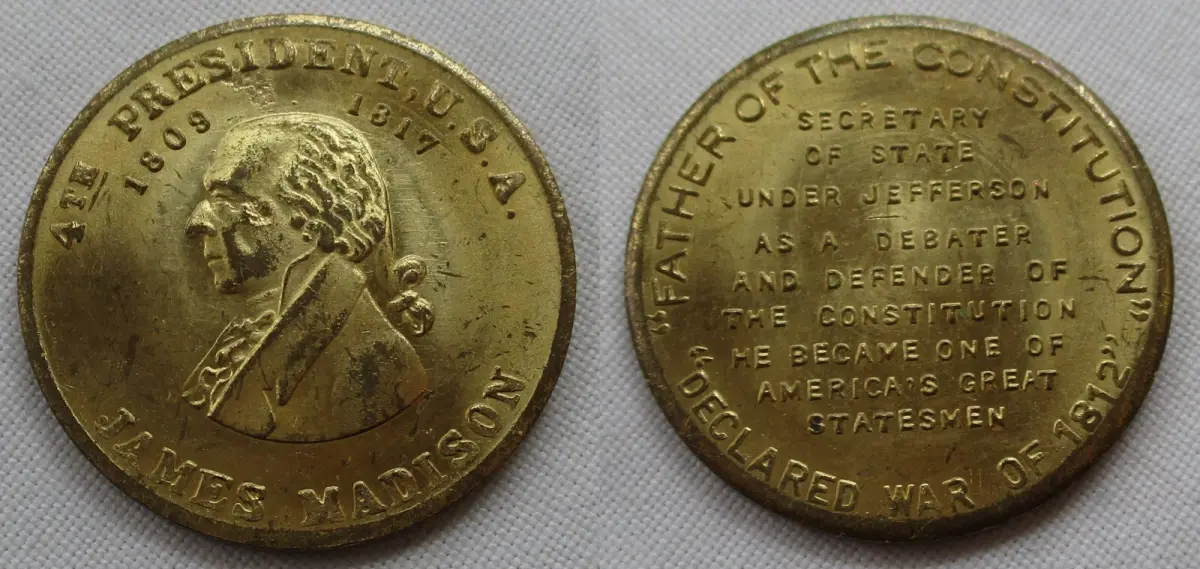 4TH PRESIDENT, U.S.A.
1809 1817
JAMES MADISON
"FATHER OF THE CONSTITUTION"
SECRETARY
OF STATE
UNDER JEFFERSON
AS A DEBATER
AND DEFENDER OF
THE CONSTITUTION
HE BECAME ONE OF
AMERICA'S GREAT
STATESMEN
"DECLARED WAR OF 1812"